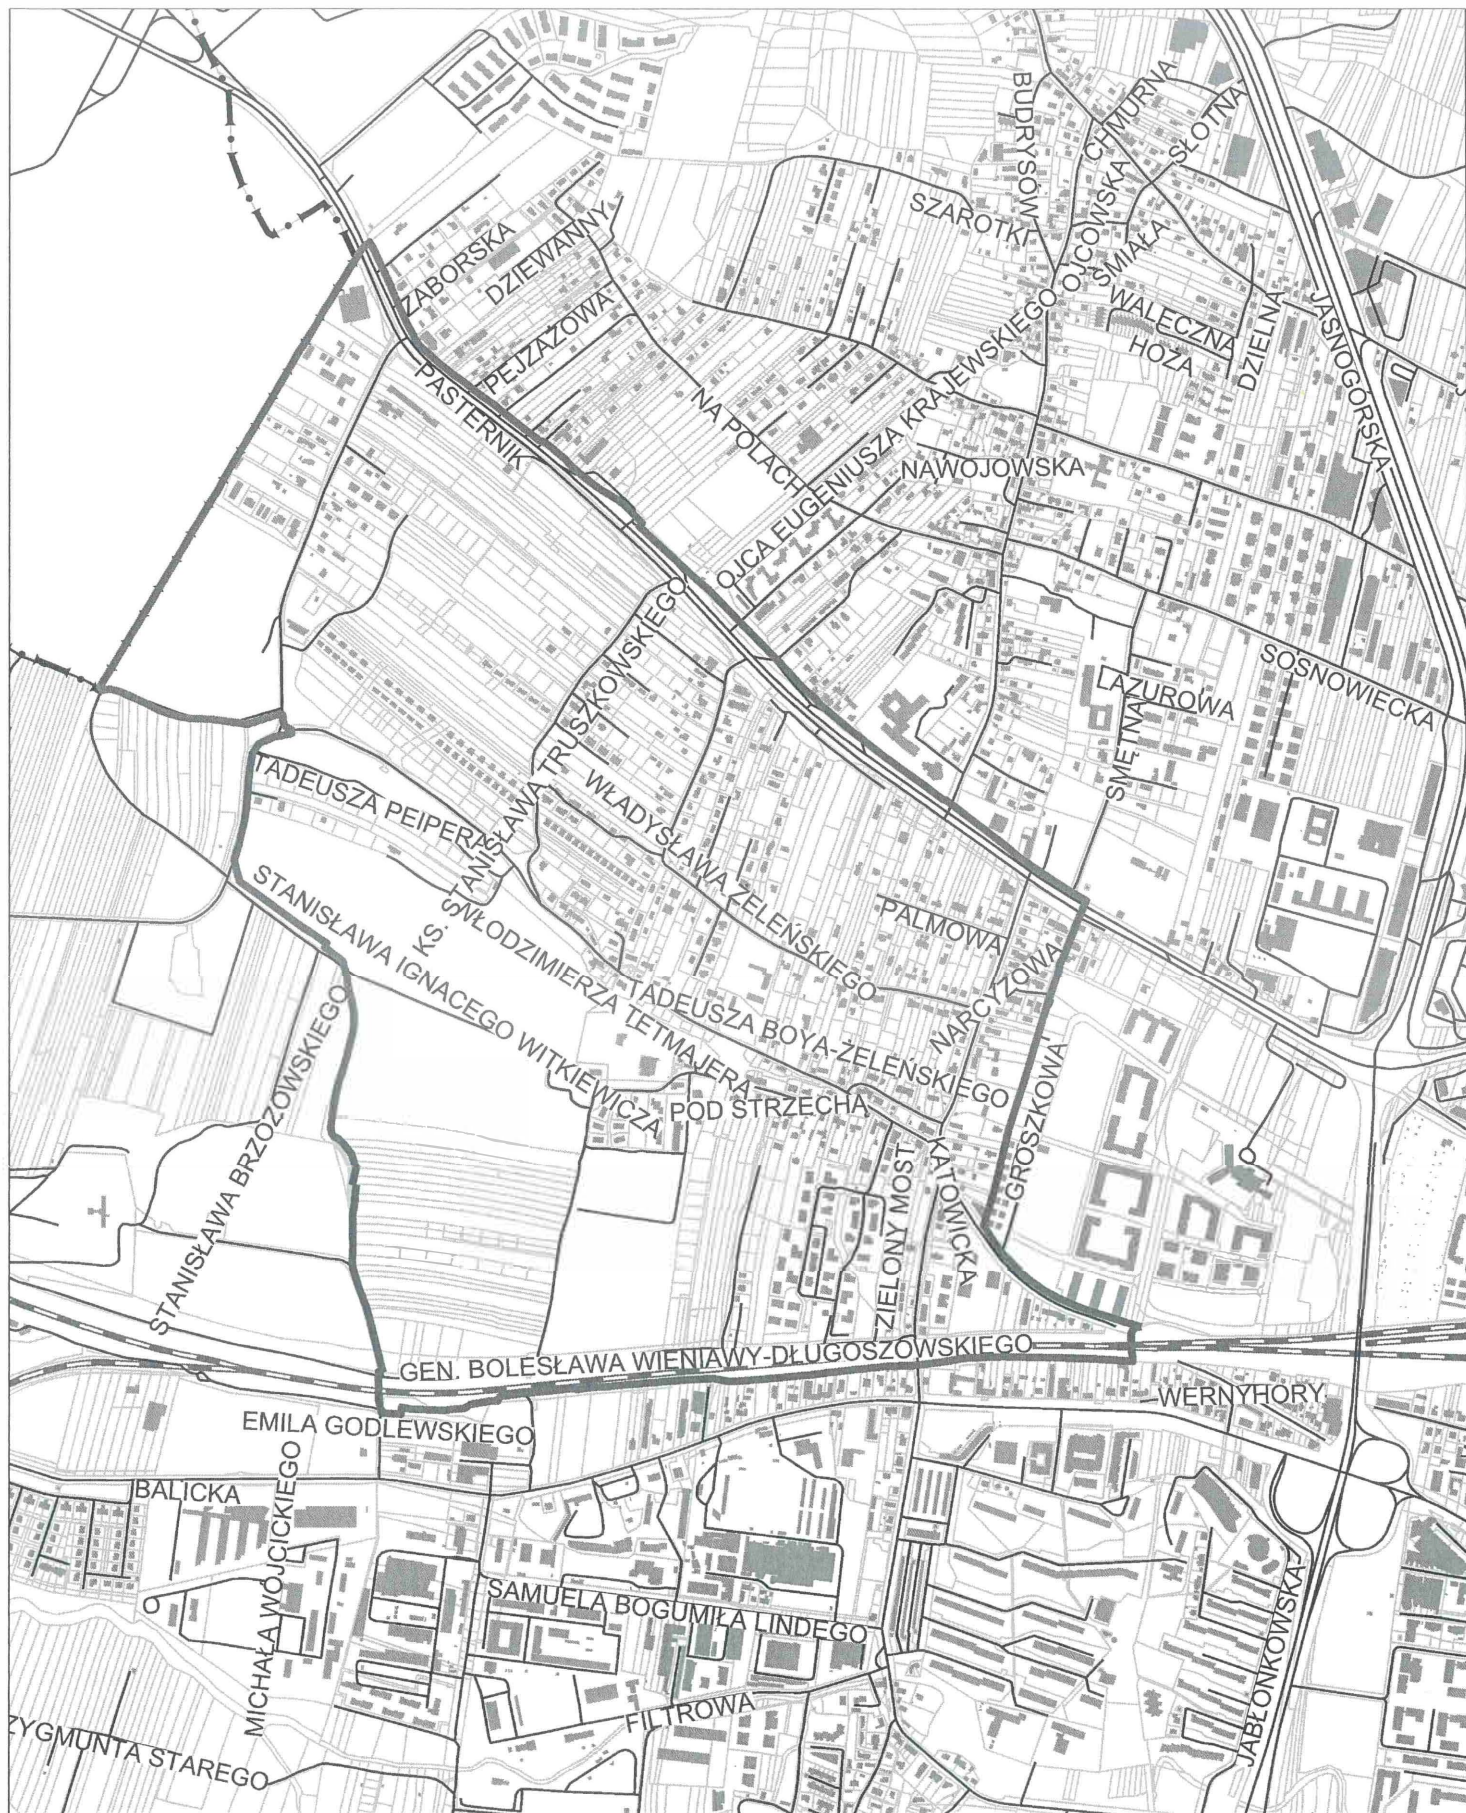 BUDRYSÓW
CHMURNA
SŁOTNA
OJCOWSKA
SZAROTKI
ŚMIAŁA
ZABORSKA
DZIEWANNY
WALECZNA
HOŻA
DZIELNA
JASNOGÓRSKA
PEJZAŻOWA
PASTERNIK
NA POLACH
OJCA EUGENIUSZA KRAJEWSKIEGO
NAWOJOWSKA
SOSNOWIECKA
LAZUROWA
SMĘTNA
KS. STANISŁAWA TRUSZKOWSKIEGO
TADEUSZA PEIPERA
WŁADYSŁAWA ŻELEŃSKIEGO
STANISŁAWA IGNACEGO WITKIEWICZA
WŁODZIMIERZA TETMAJERA
PALMOWA
NARCYZOWA
TADEUSZA BOYA-ŻELEŃSKIEGO
POD STRZECHĄ
GROSZKOWA
STANISŁAWA BRZOZOWSKIEGO
ZIELONY MOST
KATOWICKA
GEN. BOLESŁAWA WIENIAWY-DŁUGOSZOWSKIEGO
WERNYHORY
EMILA GODLEWSKIEGO
BALICKA
MICHAŁA WÓJCICKIEGO
SAMUELA BOGUMIŁA LINDEGO
JABŁONKOWSKA
FILTROWA
ZYGMUNTA STAREGO